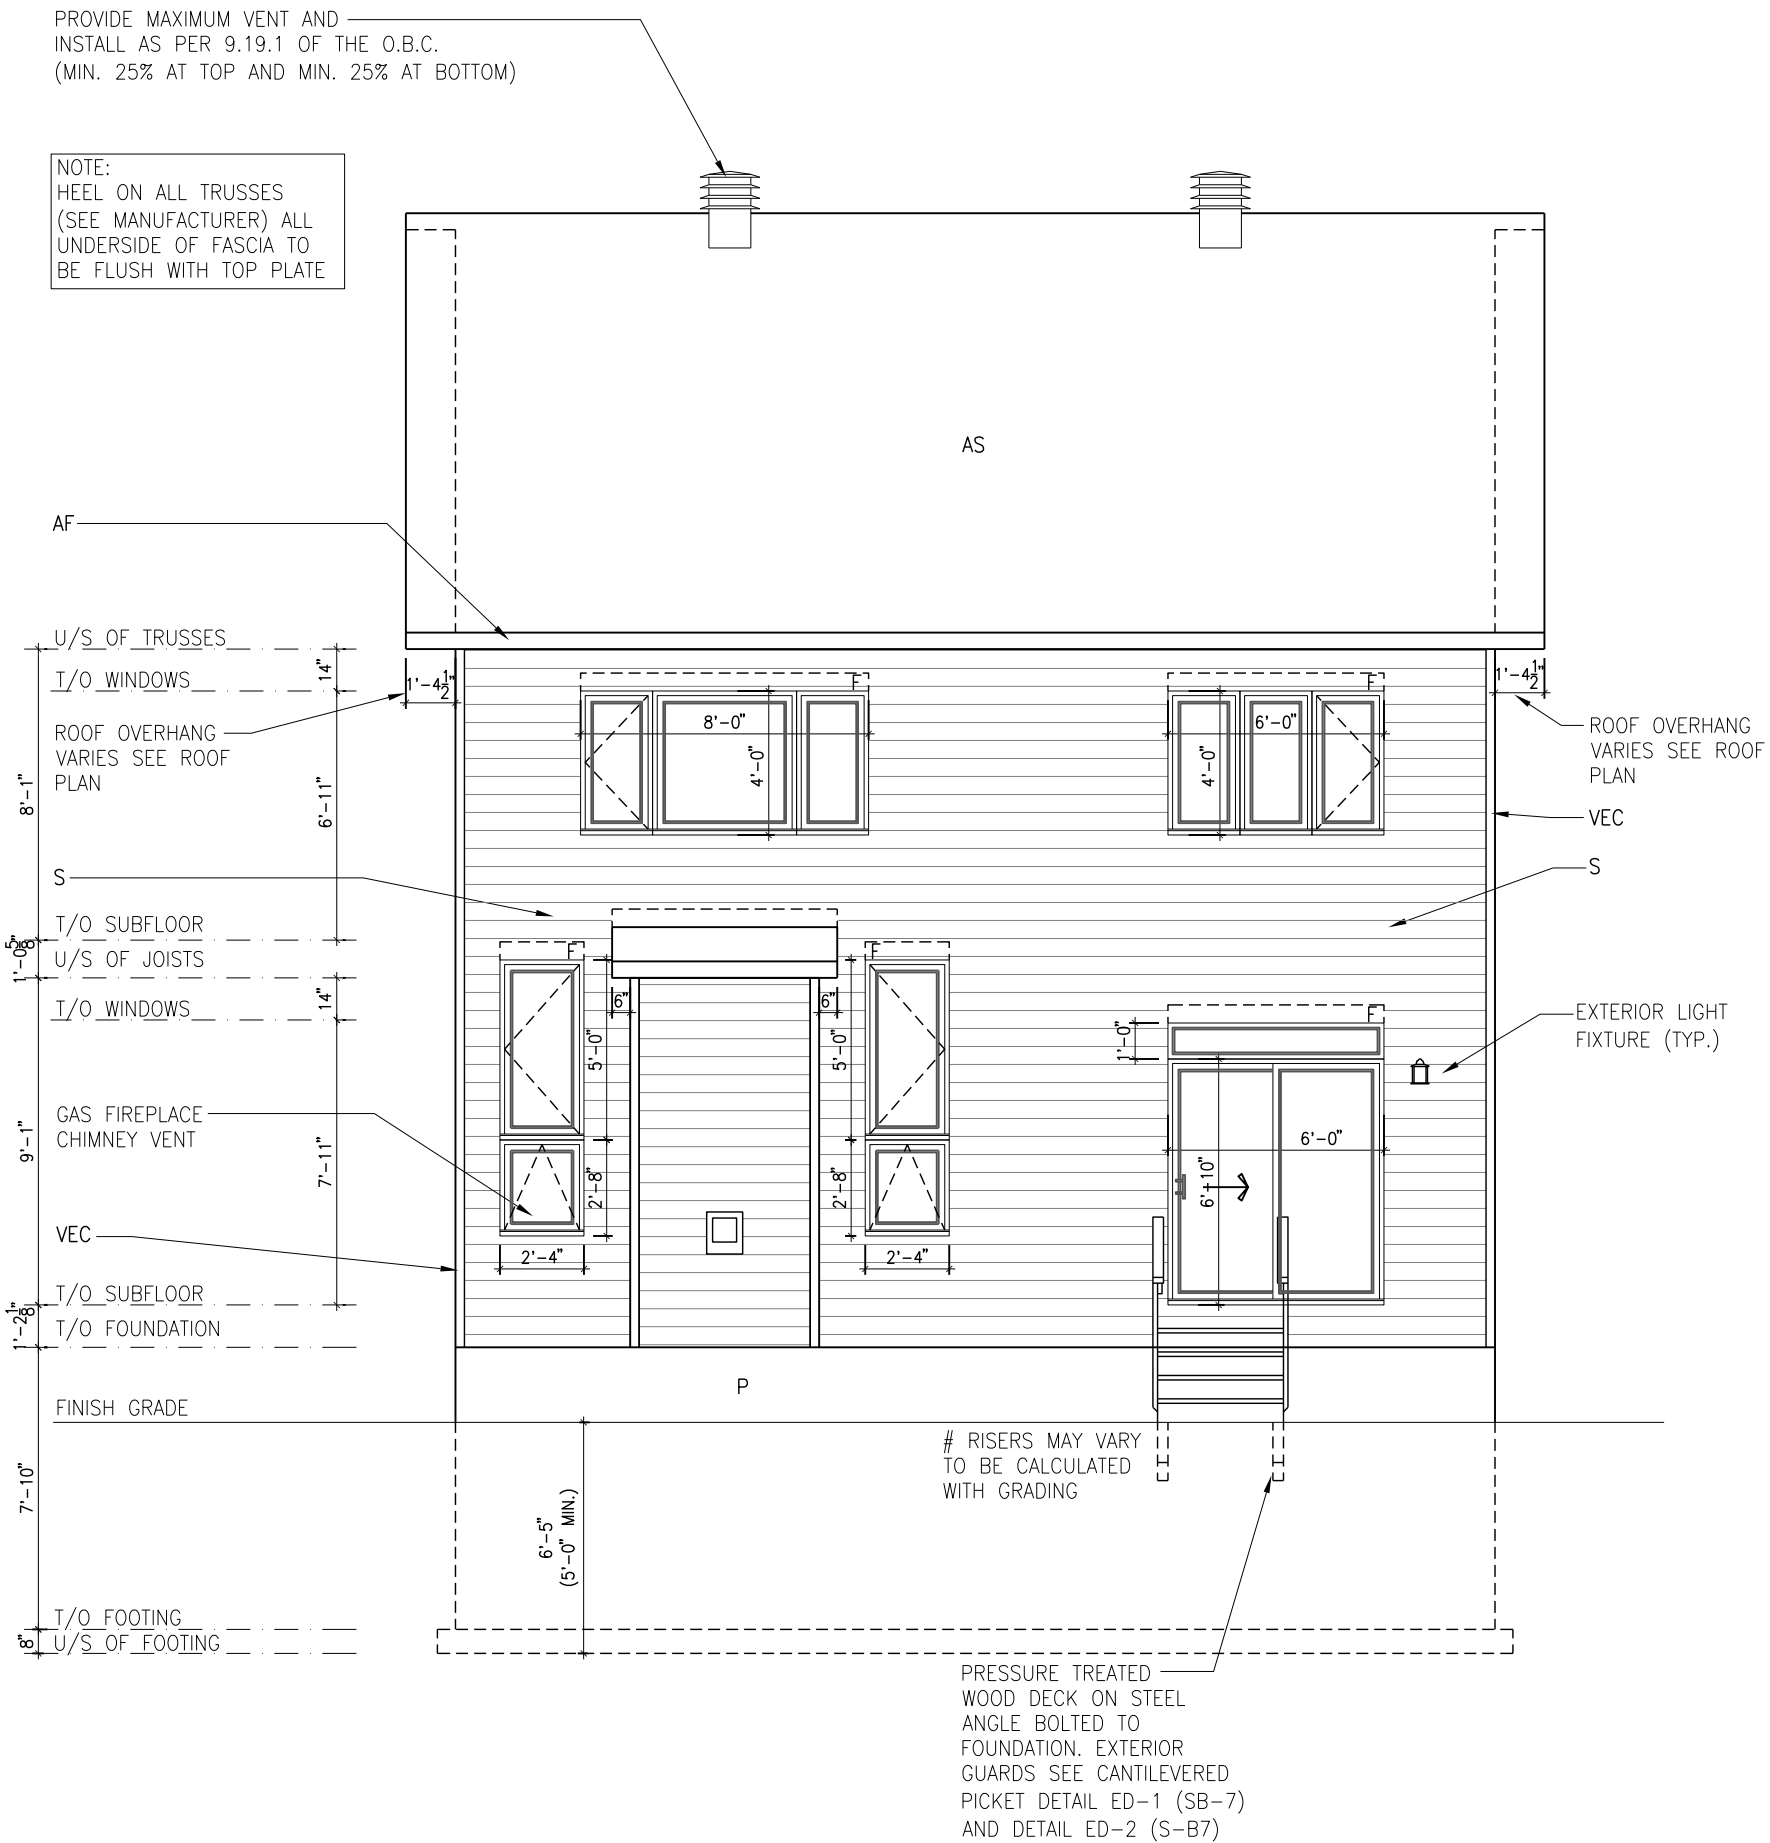 PROVIDE MAXIMUM VENT AND
INSTALL AS PER 9.19.1 OF THE O.B.C.
(MIN. 25% AT TOP AND MIN. 25% AT BOTTOM)
NOTE:
HEEL ON ALL TRUSSES
(SEE MANUFACTURER) ALL
UNDERSIDE OF FASCIA TO
BE FLUSH WITH TOP PLATE
AS
AF
U/S OF TRUSSES
T/O WINDOWS
14"
1'-4 1/2"
1'-4 1/2"
F
F
ROOF OVERHANG
VARIES SEE ROOF
PLAN
8'-0"
4'-0"
6'-0"
4'-0"
ROOF OVERHANG
VARIES SEE ROOF
PLAN
8'-1"
6'-11"
VEC
S
S
T/O SUBFLOOR
1'-0 5/8"
U/S OF JOISTS
F
F
14"
T/O WINDOWS
6"
6"
F
5'-0"
5'-0"
1'-0"
EXTERIOR LIGHT
FIXTURE (TYP.)
GAS FIREPLACE
CHIMNEY VENT
9'-1"
7'-11"
6'-0"
6'-10"
2'-8"
2'-8"
VEC
2'-4"
2'-4"
T/O SUBFLOOR
1'-2 1/8"
T/O FOUNDATION
P
FINISH GRADE
# RISERS MAY VARY
TO BE CALCULATED
WITH GRADING
7'-10"
6'-5"
(5'-0" MIN.)
T/O FOOTING
8"
U/S OF FOOTING
PRESSURE TREATED
WOOD DECK ON STEEL
ANGLE BOLTED TO
FOUNDATION. EXTERIOR
GUARDS SEE CANTILEVERED
PICKET DETAIL ED-1 (SB-7)
AND DETAIL ED-2 (S-B7)